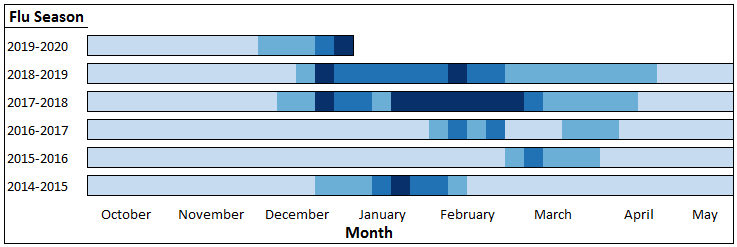 Flu Season
2019-2020
2018-2019
2017-2018
2016-2017
2015-2016
2014-2015
October November December January February March April May
Month